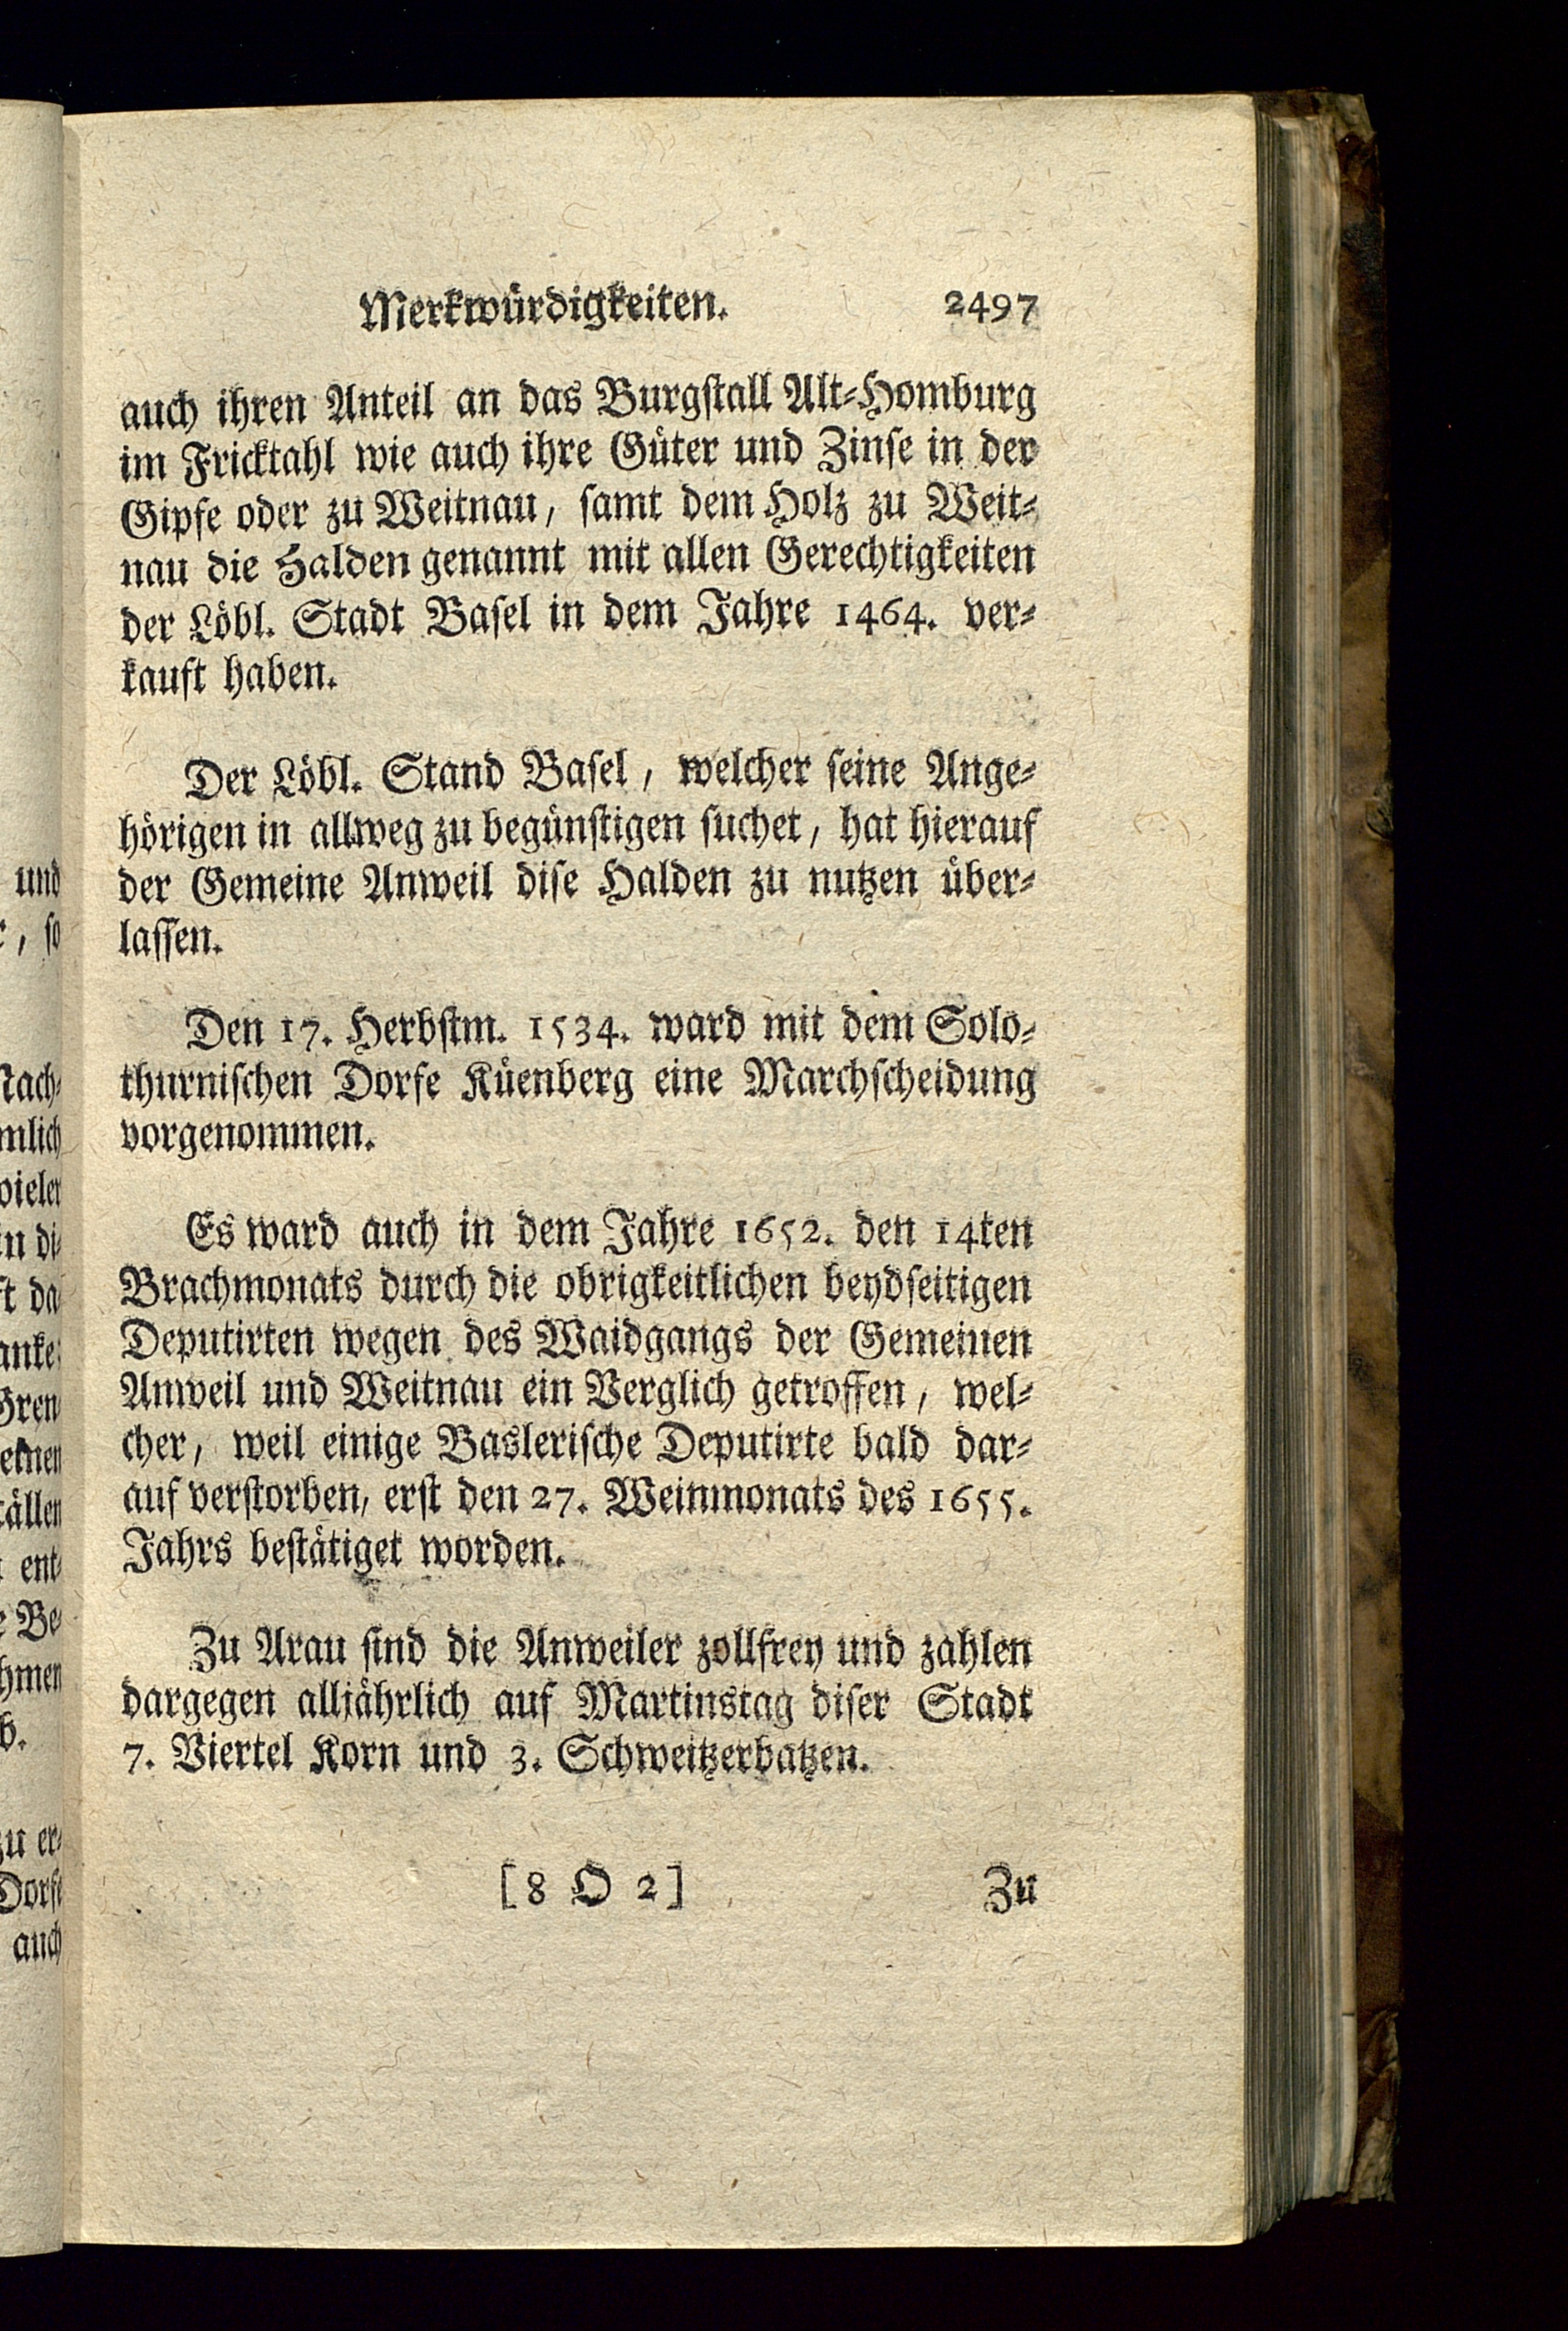 Merkwürdigkeiten. 2497
auch ihren Anteil an das Burgstall Alt-Homburg
im Fricktahl wie auch ihre Güter und Zinse in der
Gipfe oder zu Weitnau, samt dem Holz zu Weit-
nau die Halden genannt mit allen Gerechtigkeiten
der Löbl. Stadt Basel in dem Jahre 1464. ver-
kauft haben.
Der Löbl. Stand Basel, welcher seine Ange-
hörigen in allweg zu begünstigen suchet, hat hierauf
der Gemeine Anweil dise Halden zu nutzen über-
lassen.
Den 17. Herbstm. 1534. ward mit dem Solo-
thurnischen Dorfe Küenberg eine Marchscheidung
vorgenommen.
Es ward auch in dem Jahre 1652. den 14ten
Brachmonats durch die obrigkeitlichen beydseitigen
Deputirten wegen des Waidgangs der Gemeinen
Anweil und Weitnau ein Verglich getroffen, wel-
cher, weil einige Baslerische Deputirte bald dar-
auf verstorben, erst den 27. Weinmonats des 1655.
Jahrs bestätiget worden.
Zu Arau sind die Anweiler zollfrey und zahlen
dargegen alljährlich auf Martinstag diser Stadt
7. Viertel Korn und 3. Schweitzerbatzen.
[8 O 2] Zu
und
so
auch